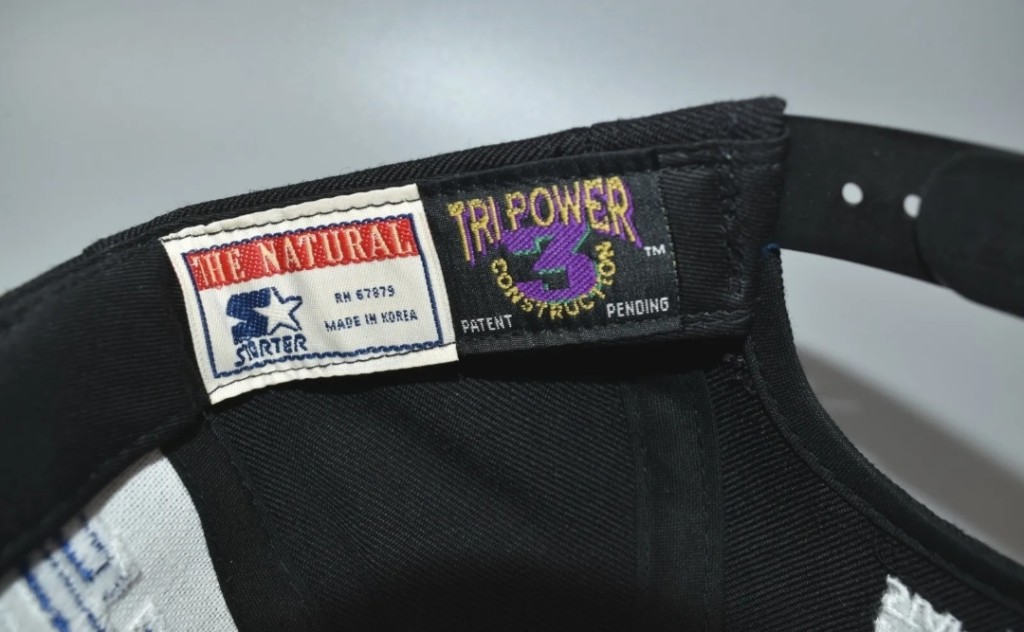 THE NATURAL
STARTER
RN 67879
MADE IN KOREA
TRI POWER
3
TM
CONSTRUCTION
PATENT PENDING